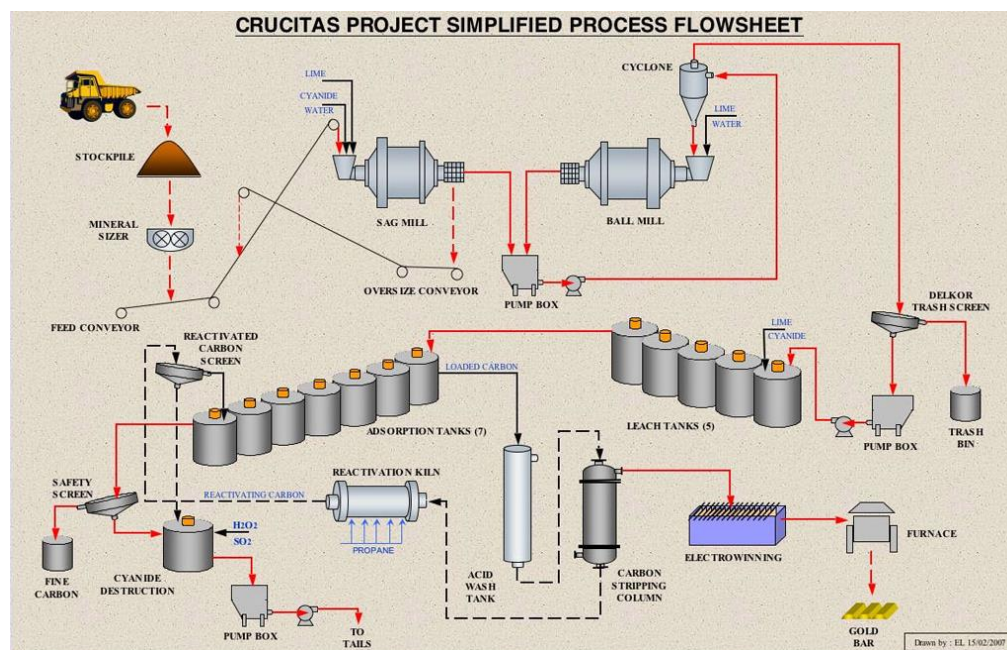 CRUCITAS PROJECT SIMPLIFIED PROCESS FLOWSHEET
LIME
CYANIDE
WATER
CYCLONE
LIME
WATER
STOCKPILE
MINERAL
SIZER
SAG MILL
BALL MILL
OVERSIZE CONVEYOR
PUMP BOX
FEED CONVEYOR
DELKOR
TRASH SCREEN
REACTIVATED
CARBON
SCREEN
LOADED CARBON
LIME
CYANIDE
ADSORPTION TANKS (7)
LEACH TANKS (5)
PUMP BOX
TRASH
BIN
REACTIVATION KILN
SAFETY
SCREEN
REACTIVATING CARBON
H2O2
SO2
PROPANE
FURNACE
ELECTROWINNING
FINE
CARBON
CYANIDE
DESTRUCTION
ACID
WASH
TANK
CARBON
STRIPPING
COLUMN
PUMP BOX
TO
TAILS
GOLD
BAR
Drawn by : EL 15/02/2007